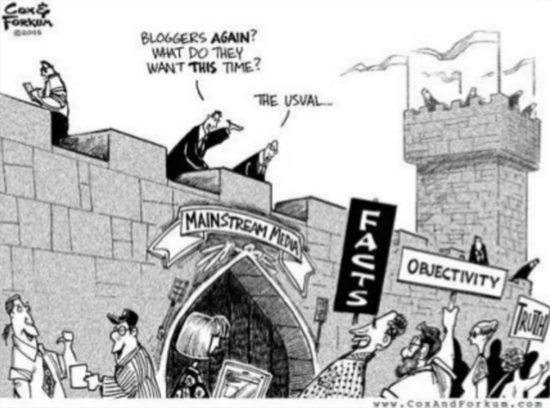 Cox &
Forkum
©2005
BLOGGERS AGAIN?
WHAT DO THEY
WANT THIS TIME?
THE USUAL...
MAINSTREAM MEDIA
FACTS
OBJECTIVITY
TRUTH
www.CoxAndForkum.com